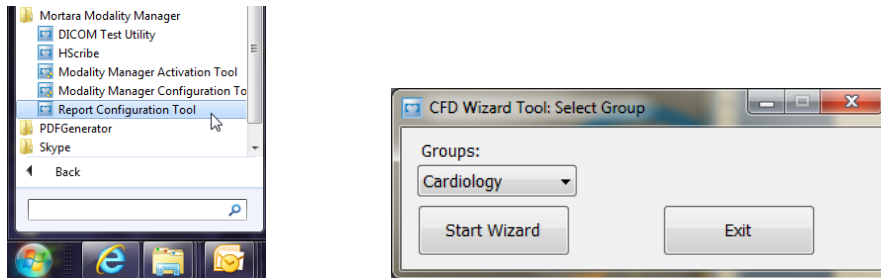 Mortara Modality Manager
DICOM Test Utility
HScribe
Modality Manager Activation Tool
Modality Manager Configuration To
Report Configuration Tool
PDFGenerator
Skype
Back
CFD Wizard Tool: Select Group
Groups:
Cardiology
Start Wizard
Exit